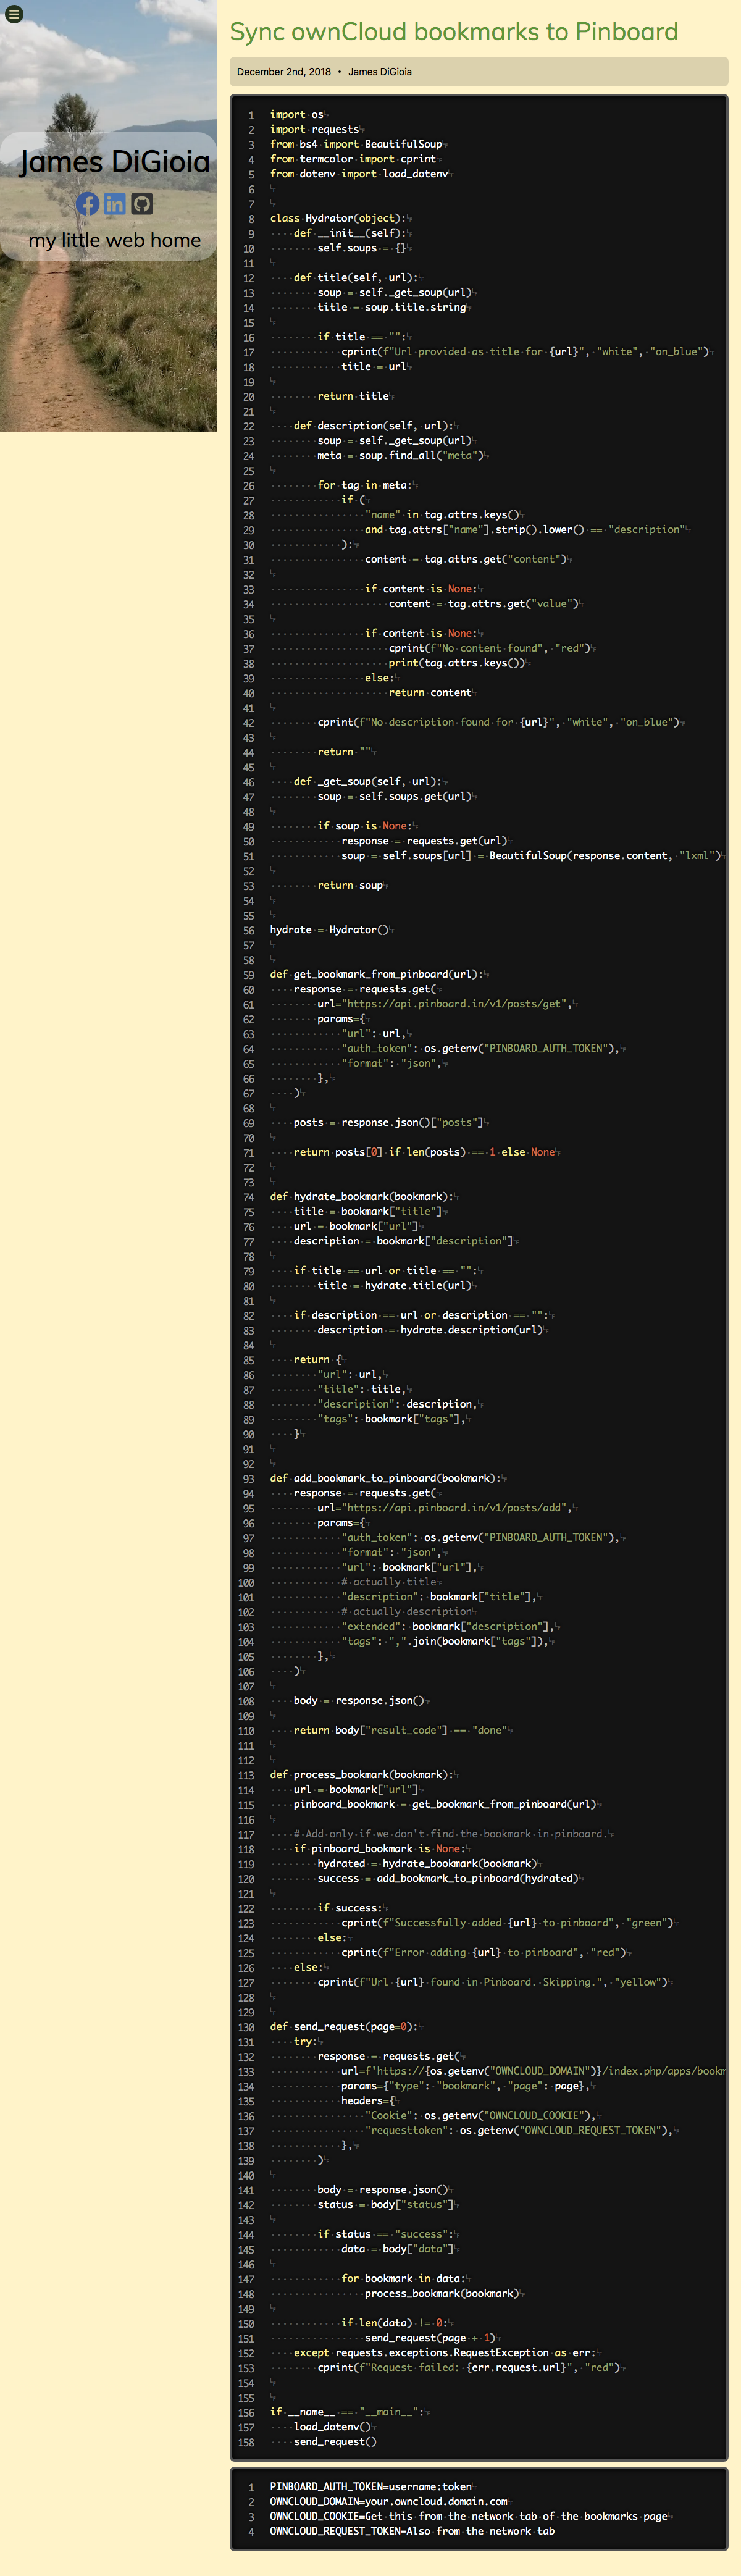 James DiGioia
my little web home
Sync ownCloud bookmarks to Pinboard
December 2nd, 2018 • James DiGioia
1 import os
2 import requests
3 from bs4 import BeautifulSoup
4 from termcolor import cprint
5 from dotenv import load_dotenv
6
7
8 class Hydrator(object):
9     def __init__(self):
10         self.soups = {}
11
12     def title(self, url):
13         soup = self._get_soup(url)
14         title = soup.title.string
15
16         if title == "":
17             cprint(f"Url provided as title for {url}", "white", "on_blue")
18             title = url
19
20         return title
21
22     def description(self, url):
23         soup = self._get_soup(url)
24         meta = soup.find_all("meta")
25
26         for tag in meta:
27             if (
28                 "name" in tag.attrs.keys()
29                 and tag.attrs["name"].strip().lower() == "description"
30             ):
31                 content = tag.attrs.get("content")
32
33                 if content is None:
34                     content = tag.attrs.get("value")
35
36                 if content is None:
37                     cprint(f"No content found", "red")
38                     print(tag.attrs.keys())
39                 else:
40                     return content
41
42         cprint(f"No description found for {url}", "white", "on_blue")
43
44         return ""
45
46     def _get_soup(self, url):
47         soup = self.soups.get(url)
48
49         if soup is None:
50             response = requests.get(url)
51             soup = self.soups[url] = BeautifulSoup(response.content, "lxml")
52
53         return soup
54
55
56 hydrate = Hydrator()
57
58
59 def get_bookmark_from_pinboard(url):
60     response = requests.get(
61         url="https://api.pinboard.in/v1/posts/get",
62         params={
63             "url": url,
64             "auth_token": os.getenv("PINBOARD_AUTH_TOKEN"),
65             "format": "json",
66         },
67     )
68
69     posts = response.json()["posts"]
70
71     return posts[0] if len(posts) == 1 else None
72
73
74 def hydrate_bookmark(bookmark):
75     title = bookmark["title"]
76     url = bookmark["url"]
77     description = bookmark["description"]
78
79     if title == url or title == "":
80         title = hydrate.title(url)
81
82     if description == url or description == "":
83         description = hydrate.description(url)
84
85     return {
86         "url": url,
87         "title": title,
88         "description": description,
89         "tags": bookmark["tags"],
90     }
91
92
93 def add_bookmark_to_pinboard(bookmark):
94     response = requests.get(
95         url="https://api.pinboard.in/v1/posts/add",
96         params={
97             "auth_token": os.getenv("PINBOARD_AUTH_TOKEN"),
98             "format": "json",
99             "url": bookmark["url"],
100             # actually title
101             "description": bookmark["title"],
102             # actually description
103             "extended": bookmark["description"],
104             "tags": ",".join(bookmark["tags"]),
105         },
106     )
107
108     body = response.json()
109
110     return body["result_code"] == "done"
111
112
113 def process_bookmark(bookmark):
114     url = bookmark["url"]
115     pinboard_bookmark = get_bookmark_from_pinboard(url)
116
117     # Add only if we don't find the bookmark in pinboard.
118     if pinboard_bookmark is None:
119         hydrated = hydrate_bookmark(bookmark)
120         success = add_bookmark_to_pinboard(hydrated)
121
122         if success:
123             cprint(f"Successfully added {url} to pinboard", "green")
124         else:
125             cprint(f"Error adding {url} to pinboard", "red")
126     else:
127         cprint(f"Url {url} found in Pinboard. Skipping.", "yellow")
128
129
130 def send_request(page=0):
131     try:
132         response = requests.get(
133             url=f'https://{os.getenv("OWNCLOUD_DOMAIN")}/index.php/apps/bookm
134             params={"type": "bookmark", "page": page},
135             headers={
136                 "Cookie": os.getenv("OWNCLOUD_COOKIE"),
137                 "requesttoken": os.getenv("OWNCLOUD_REQUEST_TOKEN"),
138             },
139         )
140
141         body = response.json()
142         status = body["status"]
143
144         if status == "success":
145             data = body["data"]
146
147             for bookmark in data:
148                 process_bookmark(bookmark)
149
150             if len(data) != 0:
151                 send_request(page + 1)
152     except requests.exceptions.RequestException as err:
153         cprint(f"Request failed: {err.request.url}", "red")
154
155
156 if __name__ == "__main__":
157     load_dotenv()
158     send_request()
1 PINBOARD_AUTH_TOKEN=username:token
2 OWNCLOUD_DOMAIN=your.owncloud.domain.com
3 OWNCLOUD_COOKIE=Get this from the network tab of the bookmarks page
4 OWNCLOUD_REQUEST_TOKEN=Also from the network tab